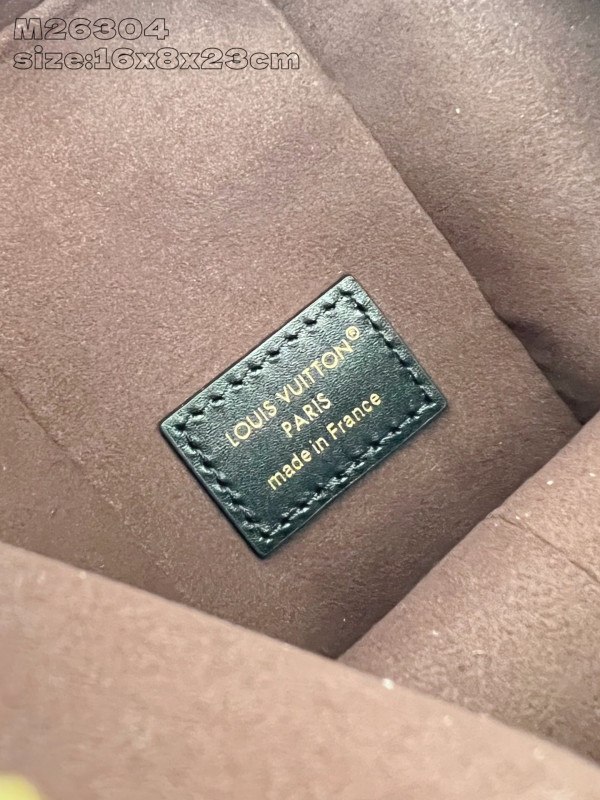 M26304
size:16x8x23cm
LOUIS VUITTON®
PARIS
made in France